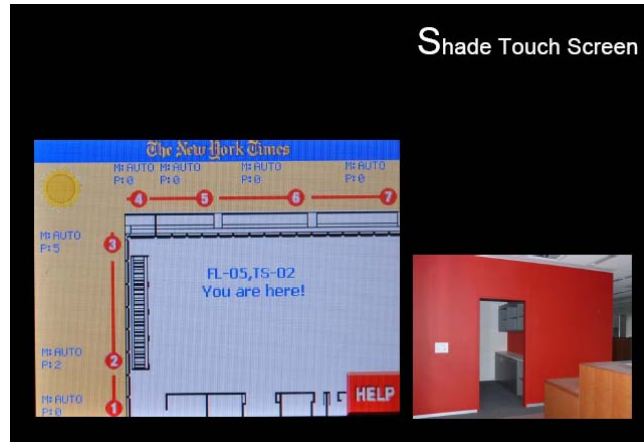 Shade Touch Screen
The New York Times
M:AUTO M:AUTO M:AUTO M:AUTO
P:0 P:0 P:0 P:0
4 5 6 7
M:AUTO
P:5
3
FL-05,TS-02
You are here!
M:AUTO
P:2
2
M:AUTO
P:0
1
HELP